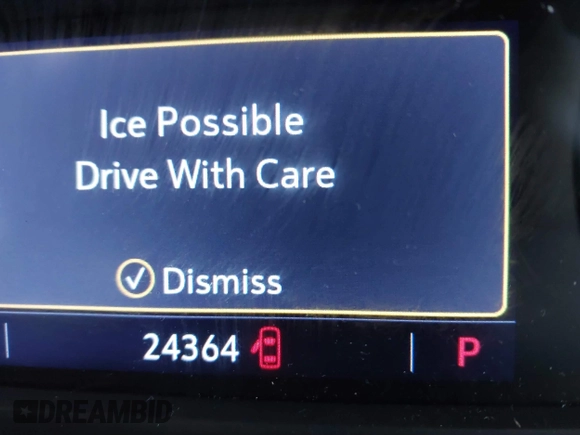 Ice Possible
Drive With Care
Dismiss
24364
P
DREAMBID